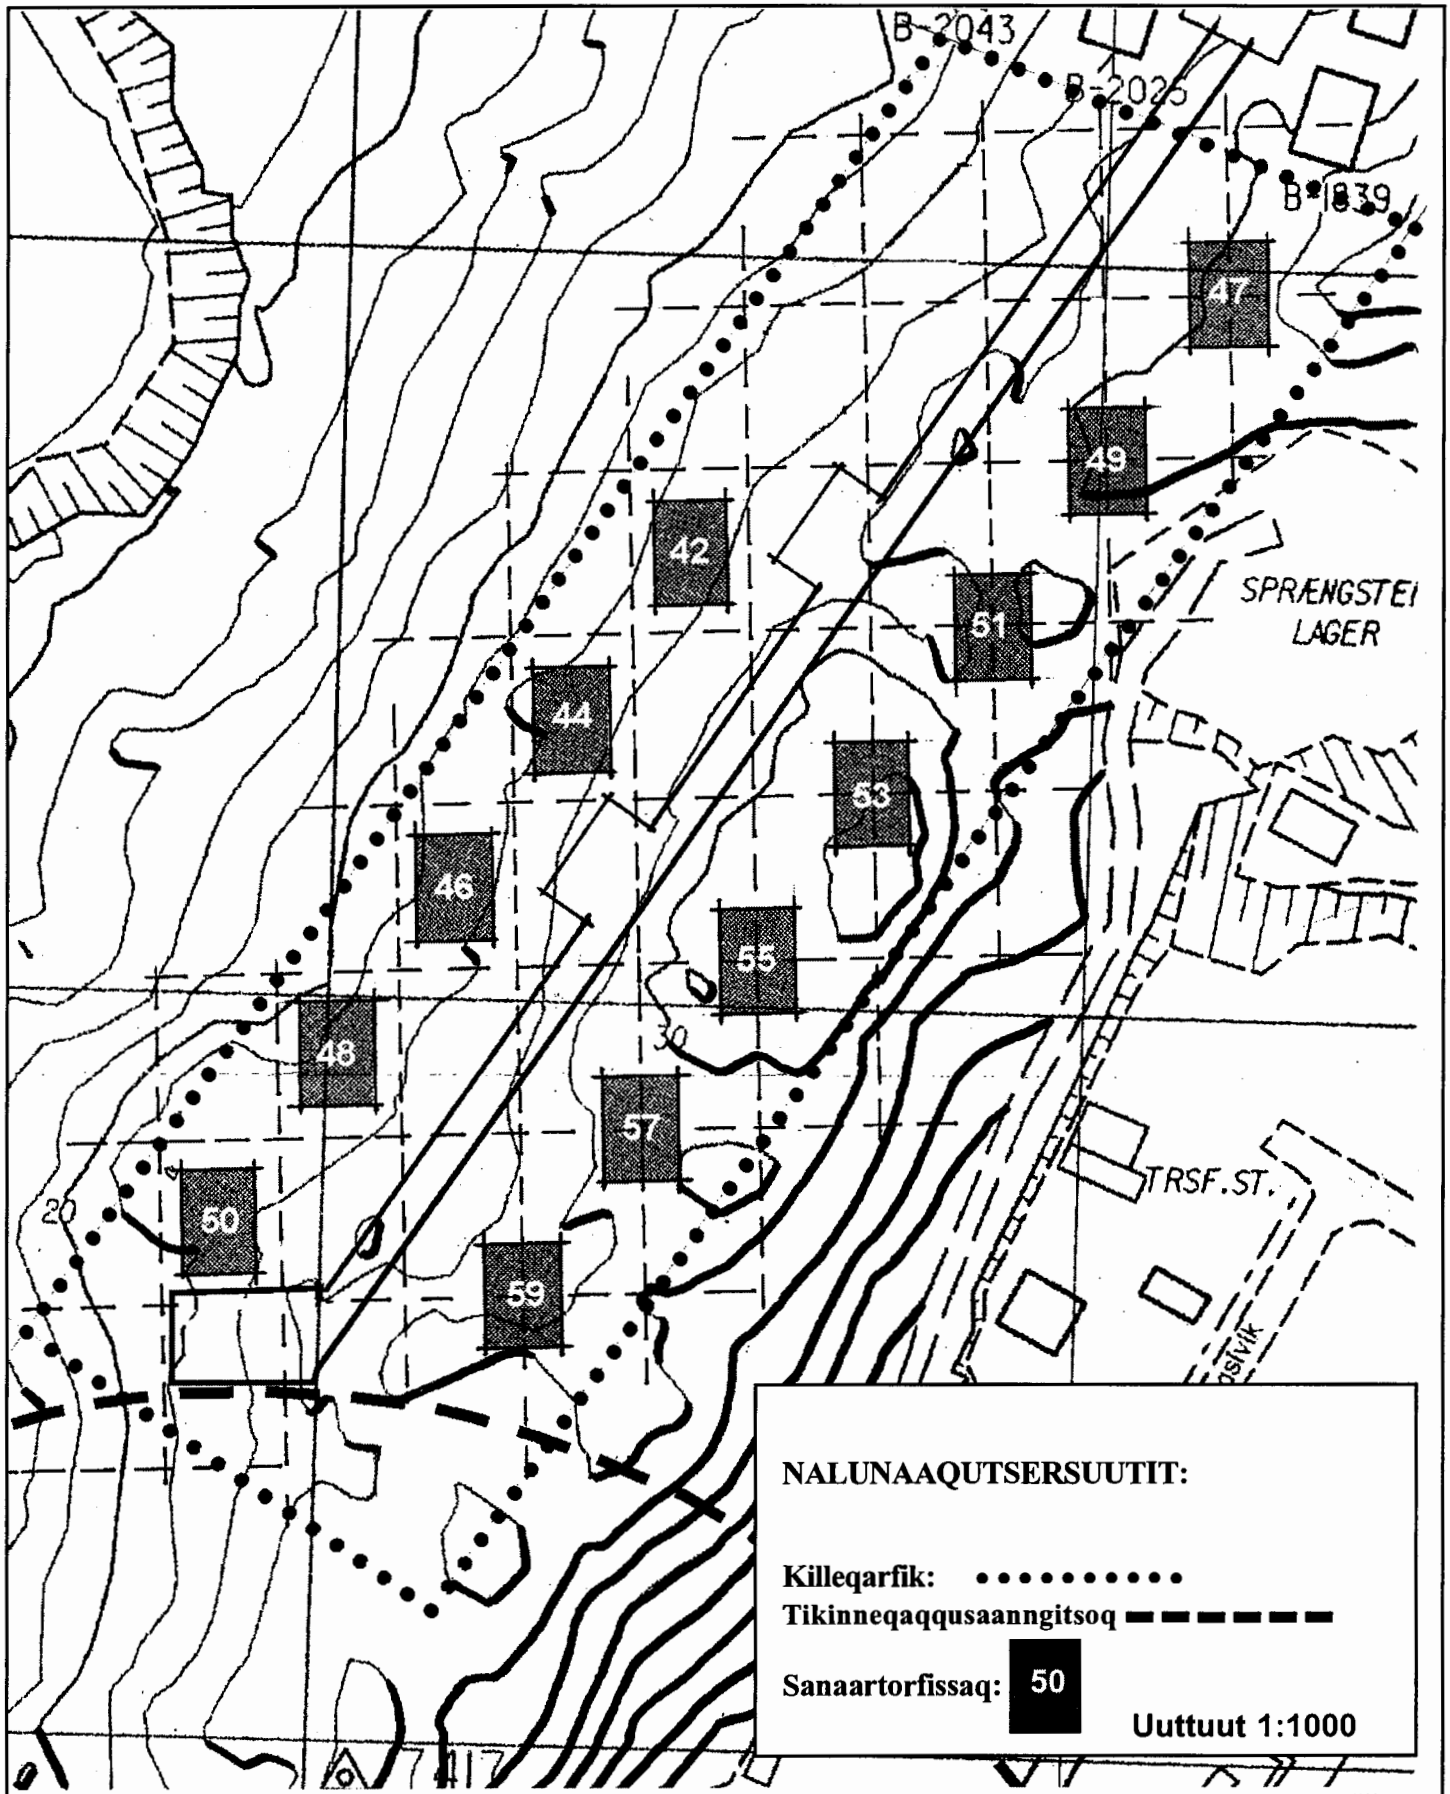 B-2043
B-2025
B-1839
47
49
42
SPRÆNGSTE
LAGER
51
44
53
46
55
48
30
57
TRSF. ST.
20
50
59
NALUNAAQUTSERSUUTIT:
Killeqarfik:
Tikinneqaqqusaanngitsoq
Sanaartorfissaq: 50
Uuttuut 1:1000